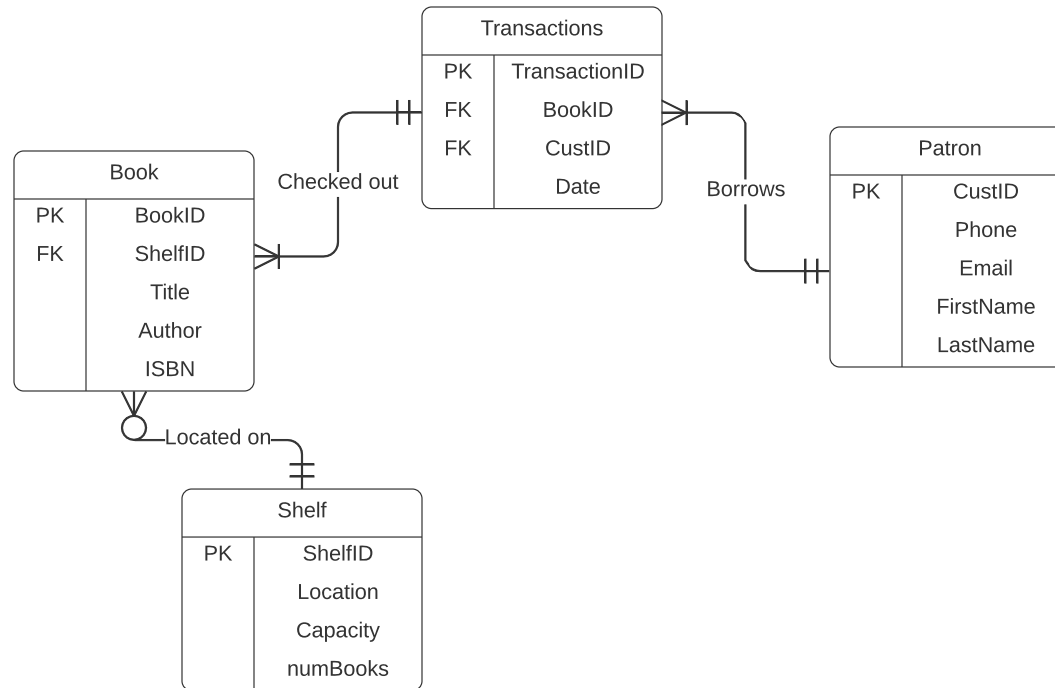 Transactions
PK TransactionID
FK BookID
FK CustID
Date
Book
PK BookID
FK ShelfID
Title
Author
ISBN
Checked out
Borrows
Patron
PK CustID
Phone
Email
FirstName
LastName
Located on
Shelf
PK ShelfID
Location
Capacity
numBooks